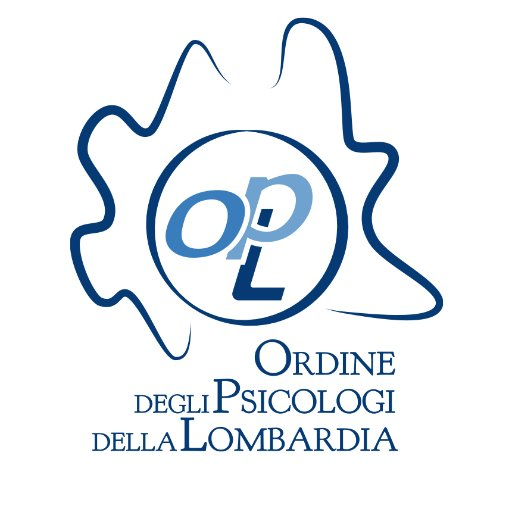 OPL
ORDINE
DEGLI PSICOLOGI
DELLA LOMBARDIA